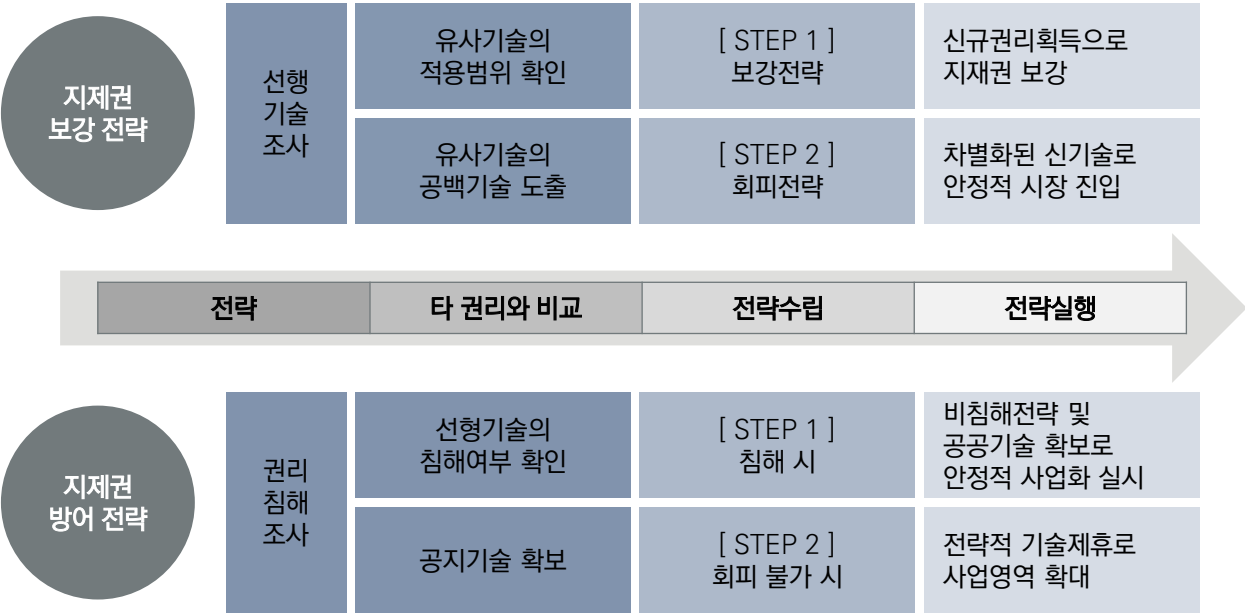 지제권
보강 전략
선행
기술
조사
유사기술의
적용범위 확인
[ STEP 1 ]
보강전략
신규권리획득으로
지재권 보강
유사기술의
공백기술 도출
[ STEP 2 ]
회피전략
차별화된 신기술로
안정적 시장 진입
전략
타 권리와 비교
전략수립
전략실행
지제권
방어 전략
권리
침해
조사
선형기술의
침해여부 확인
[ STEP 1 ]
침해 시
비침해전략 및
공공기술 확보로
안정적 사업화 실시
공지기술 확보
[ STEP 2 ]
회피 불가 시
전략적 기술제휴로
사업영역 확대